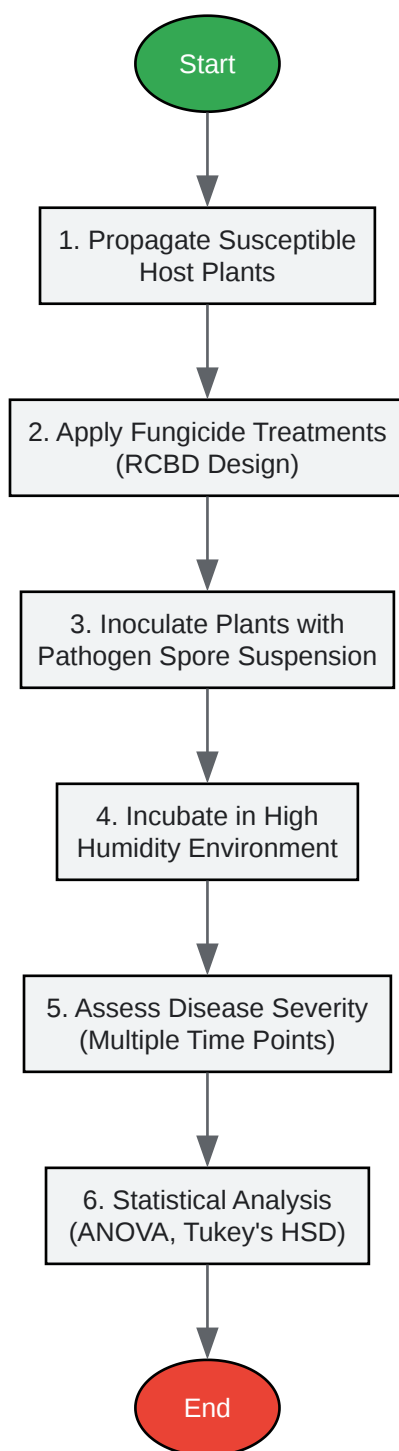 Start
1. Propagate Susceptible
Host Plants
2. Apply Fungicide Treatments
(RCBD Design)
3. Inoculate Plants with
Pathogen Spore Suspension
4. Incubate in High
Humidity Environment
5. Assess Disease Severity
(Multiple Time Points)
6. Statistical Analysis
(ANOVA, Tukey's HSD)
End